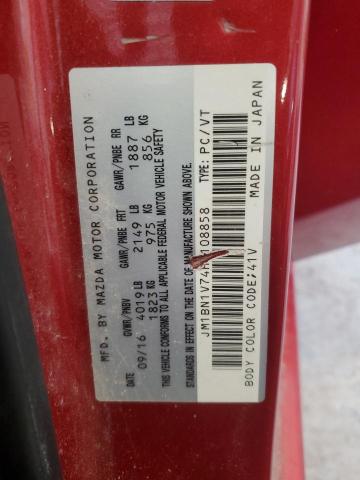 MFD. BY MAZDA MOTOR CORPORATION
DATE GVWR/PNBV GAWR/PNBE FRT GAWR/PNBE RR
09/16 4019 LB 2149 LB 1887 LB
1823 KG 975 KG 856 KG
THIS VEHICLE CONFORMS TO ALL APPLICABLE FEDERAL MOTOR VEHICLE SAFETY
STANDARDS IN EFFECT ON THE DATE OF MANUFACTURE SHOWN ABOVE.
JM1BN1V74 108858 TYPE: PC/VT
BODY COLOR CODE:41V MADE IN JAPAN